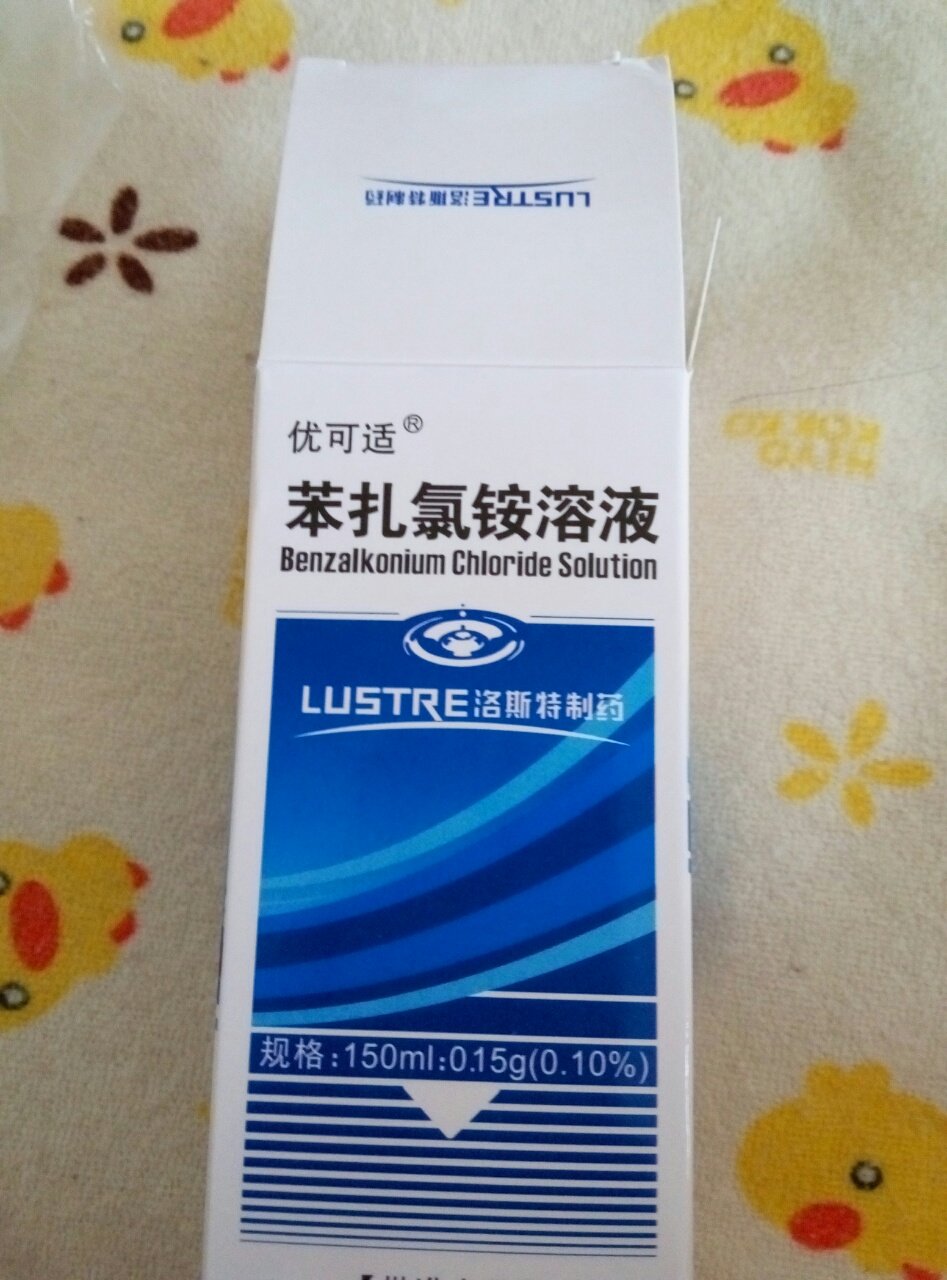 LUSTRE洛斯特制药
优可适®
苯扎氯铵溶液
Benzalkonium Chloride Solution
LUSTRE洛斯特制药
规格:150ml:0.15g(0.10%)